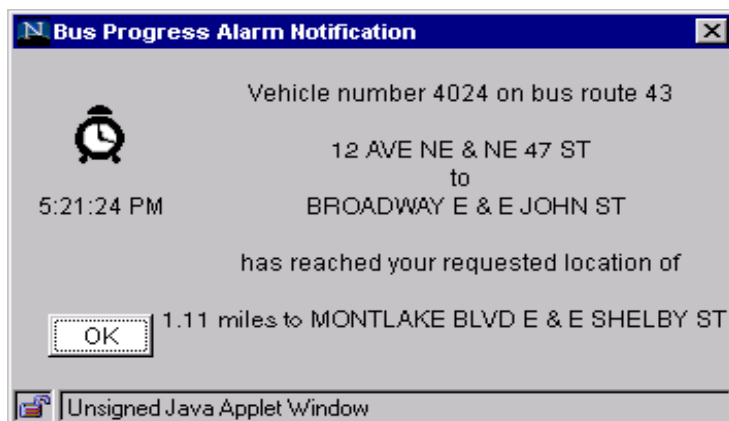 N Bus Progress Alarm Notification
Vehicle number 4024 on bus route 43
12 AVE NE & NE 47 ST
to
5:21:24 PM
BROADWAY E & E JOHN ST
has reached your requested location of
1.11 miles to MONTLAKE BLVD E & E SHELBY ST
OK
Unsigned Java Applet Window